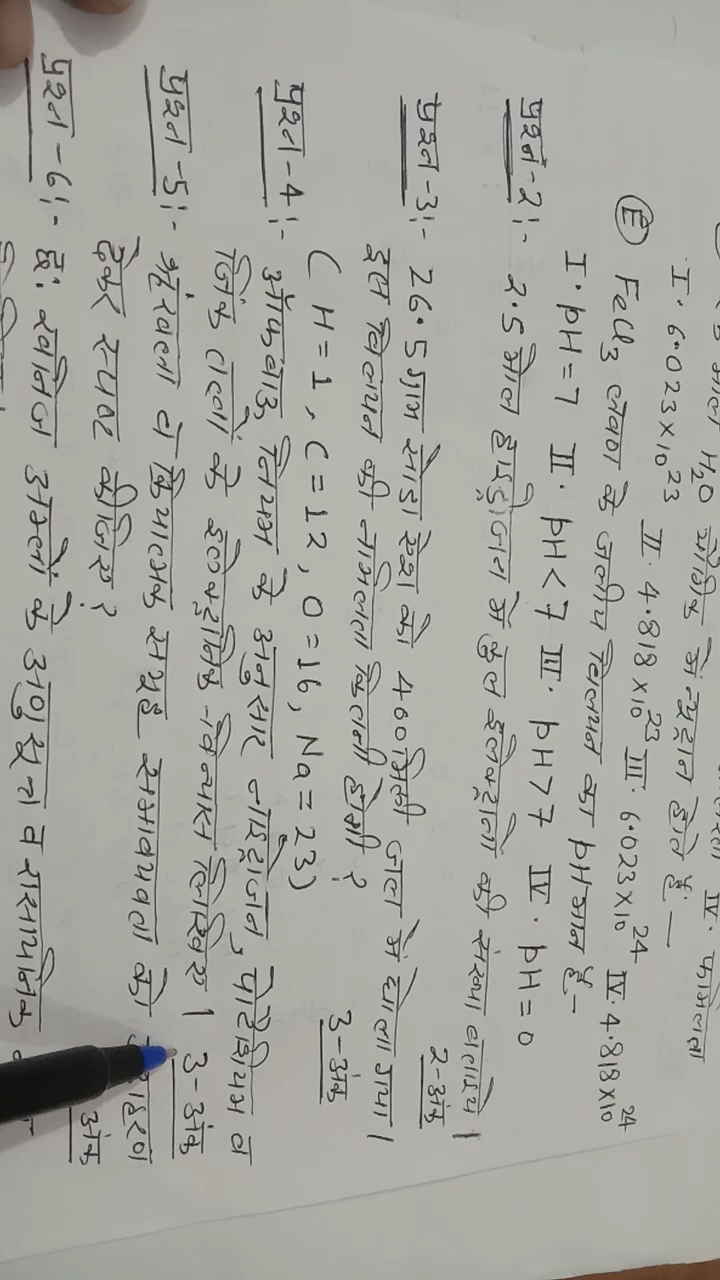 H₂O यौगिक में न्यूट्रान होते हैं —
I. 6.023×10²³ II. 4.818×10²³ III. 6.023×10²⁴ IV. 4.818×10²⁴
Ⓔ FeCl₃ लवण के जलीय विलयन का pH मान है -
I. pH=7 II. pH<7 III. pH>7 IV. pH=0
प्रश्न-2:- 2.5 मोल हाइड्रोजन में कुल इलेक्ट्रानों की संख्या बताइये।
2-अंक
प्रश्न-3:- 26.5 ग्राम सोडा ऐश को 400 मिली जल में घोला गया।
इस विलयन की नार्मलता कितनी होगी?
3-अंक
(H=1, C=12, O=16, Na=23)
प्रश्न-4:- ऑफबाऊ नियम के अनुसार नाइट्रोजन, पोटेशियम व
जिंक तत्वों के इलेक्ट्रॉनिक-विन्यास लिखिए।
3-अंक
प्रश्न-5:- श्रृंखला व क्रियात्मक समूह समावयवता को
देकर स्पष्ट कीजिए?
अंक
प्रश्न-6:- छः खनिज अम्लों के अणुसूत्र व रासायनिक